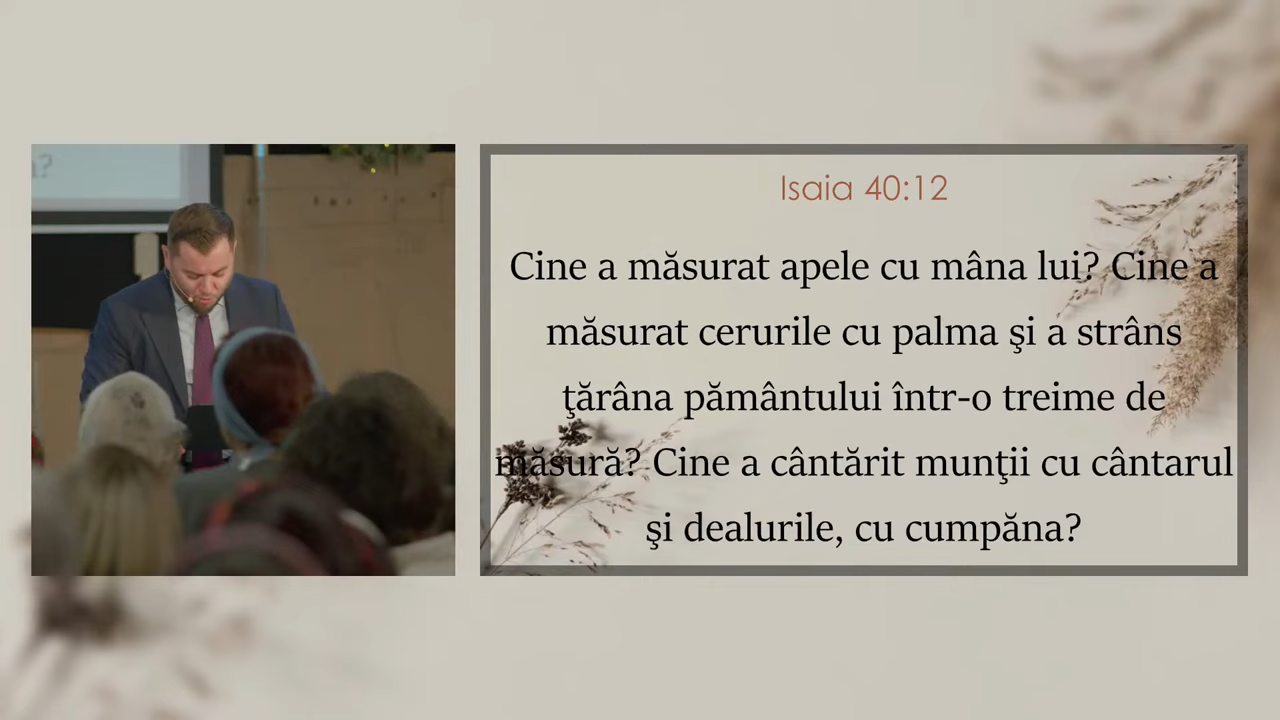 Isaia 40:12
Cine a măsurat apele cu mâna lui? Cine a
măsurat cerurile cu palma şi a strâns
ţărâna pământului într-o treime de
măsură? Cine a cântărit munţii cu cântarul
şi dealurile, cu cumpăna?